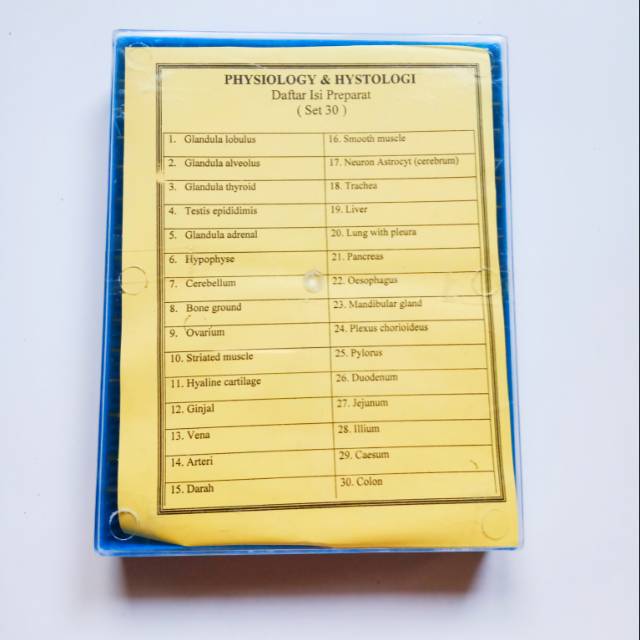 PHYSIOLOGY & HYSTOLOGI
Daftar Isi Preparat
( Set 30 )
1. Glandula lobulus
2. Glandula alveolus
3. Glandula thyroid
4. Testis epididimis
5. Glandula adrenal
6. Hypophyse
7. Cerebellum
8. Bone ground
9. Ovarium
10. Striated muscle
11. Hyaline cartilage
12. Ginjal
13. Vena
14. Arteri
15. Darah
16. Smooth muscle
17. Neuron Astrocyt (cerebrum)
18. Trachea
19. Liver
20. Lung with pleura
21. Pancreas
22. Oesophagus
23. Mandibular gland
24. Plexus chorioideus
25. Pylorus
26. Duodenum
27. Jejunum
28. Illium
29. Caesum
30. Colon